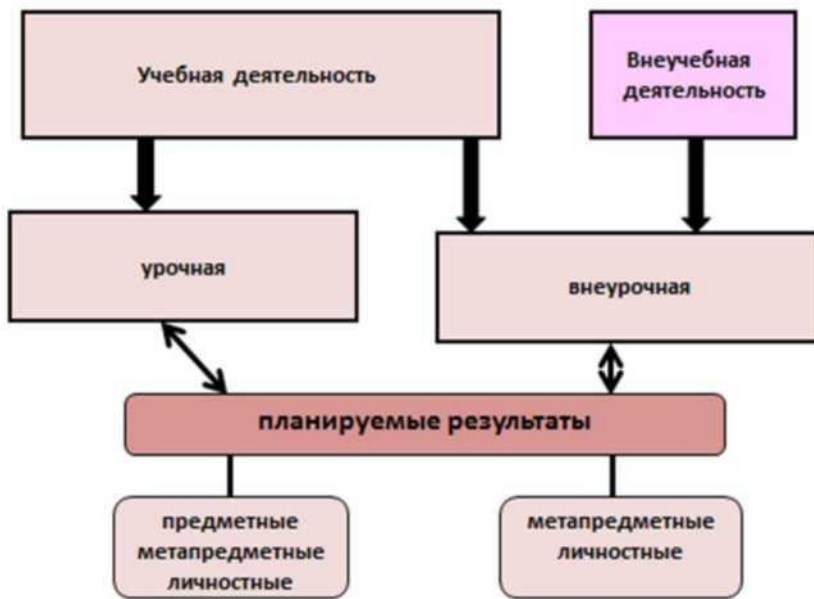 Учебная деятельность
Внеучебная
деятельность
урочная
внеурочная
планируемые результаты
предметные
метапредметные
личностные
метапредметные
личностные